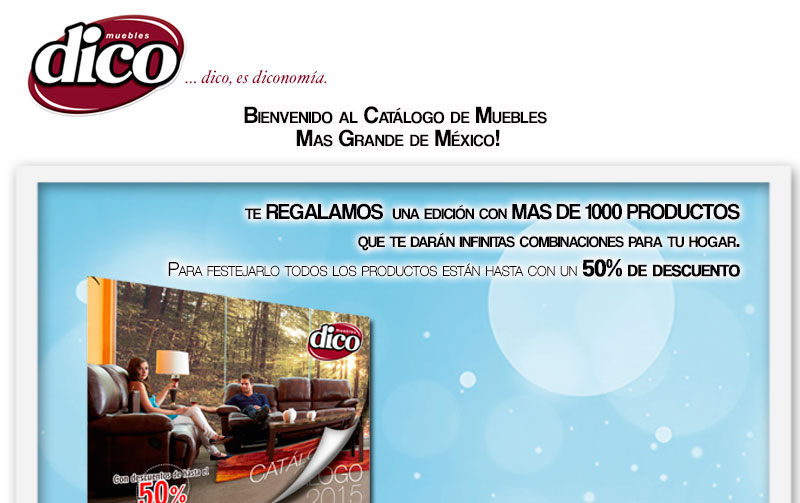 muebles
dico
... dico, es diconomía.
Bienvenido al Catálogo de Muebles
Mas Grande de México!
te REGALAMOS una edición con MAS DE 1000 PRODUCTOS
que te darán infinitas combinaciones para tu hogar.
Para festejarlo todos los productos están hasta con un 50% de descuento
muebles
dico
Con descuentos de hasta el
50%
CATÁLOGO
2015